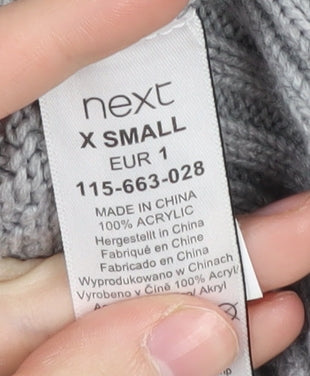 next
X SMALL
EUR 1
115-663-028
MADE IN CHINA
100% ACRYLIC
Hergestellt in China
Fabriqué en Chine
Fabricado en China
Wyprodukowano w Chinach
Vyrobeno v Číně 100% Acryl/
Akryl